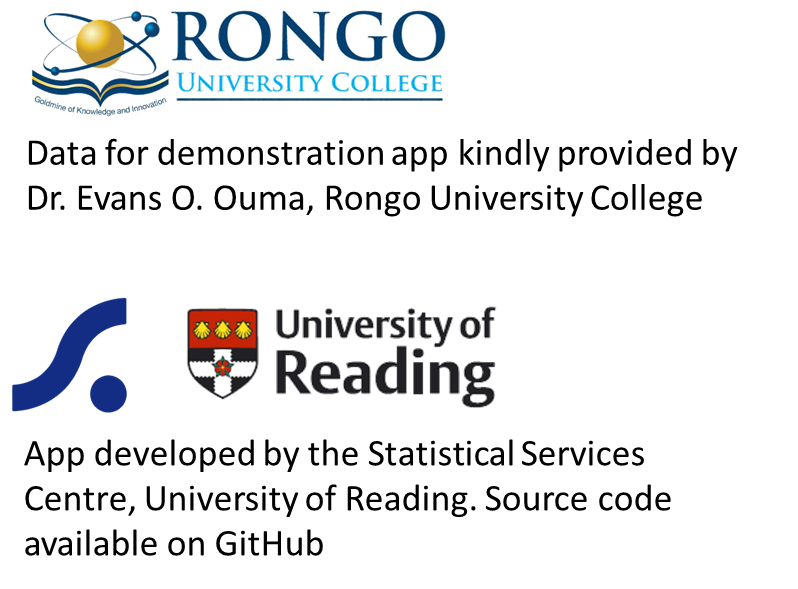 RONGO
UNIVERSITY COLLEGE
Goldmine of Knowledge and Innovation
Data for demonstration app kindly provided by
Dr. Evans O. Ouma, Rongo University College
University of
Reading
App developed by the Statistical Services
Centre, University of Reading. Source code
available on GitHub